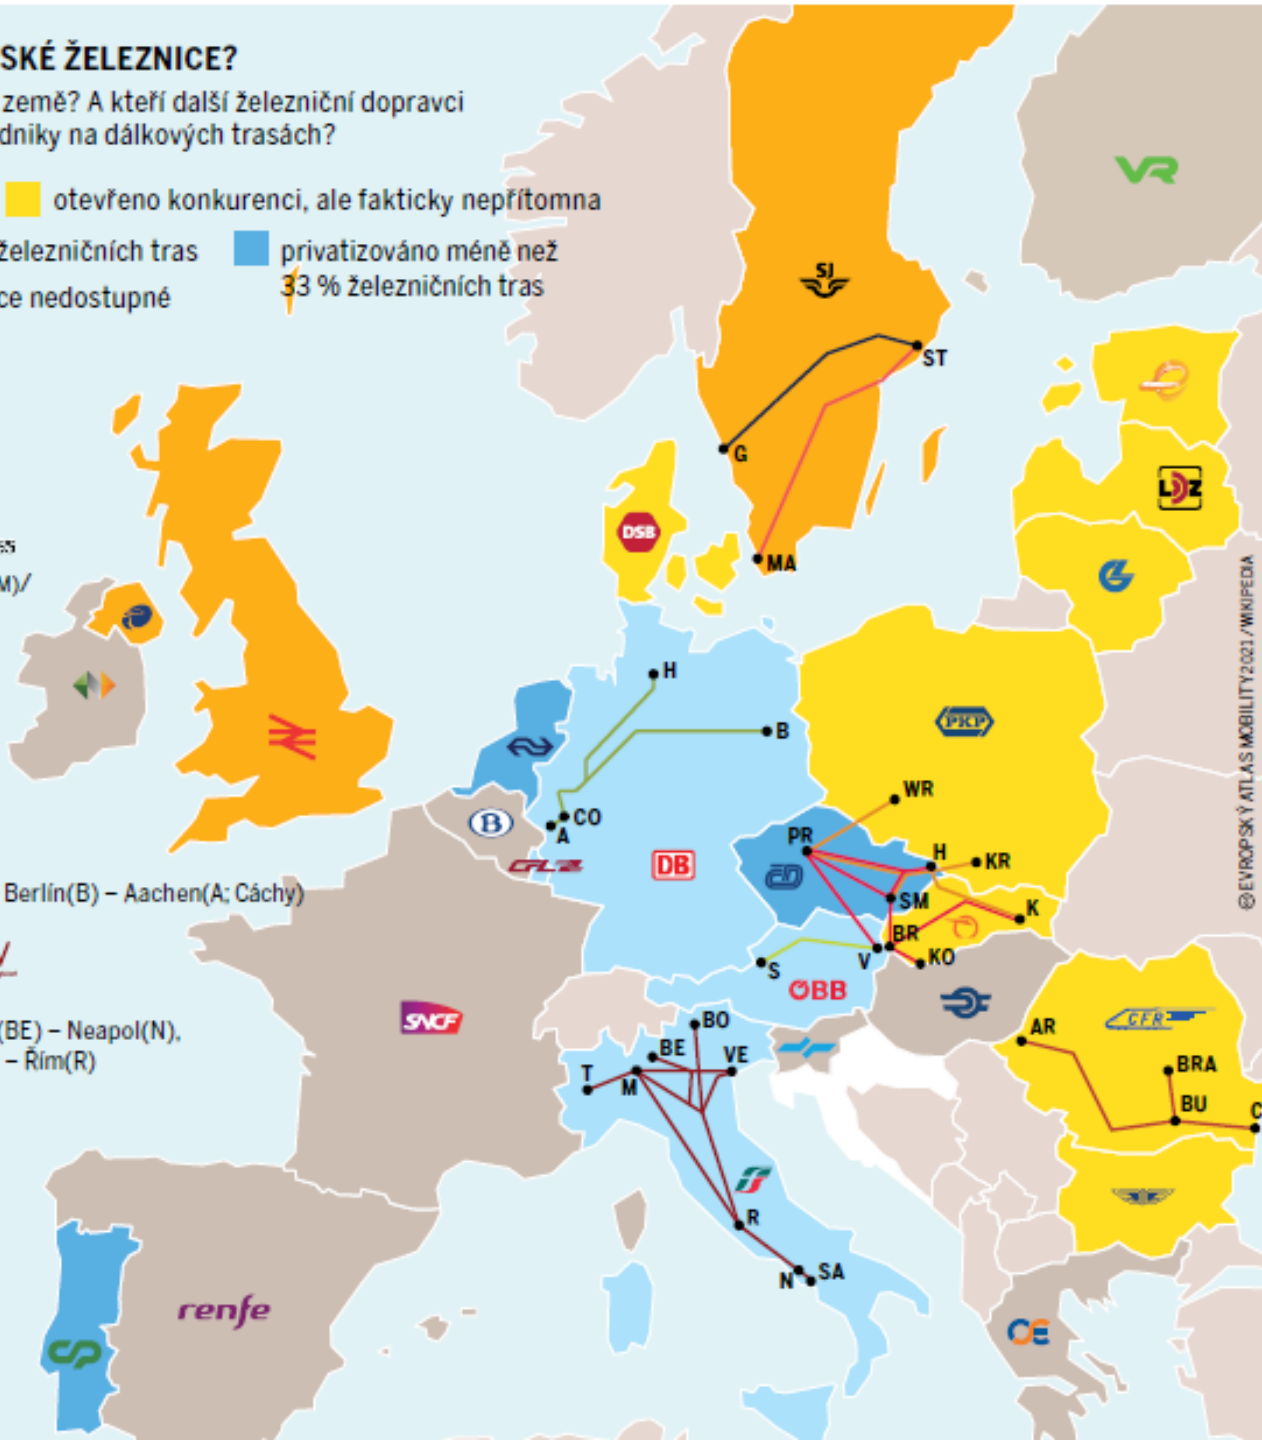 SKÉ ŽELEZNICE?
země? A kteří další železniční dopravci
dniky na dálkových trasách?
otevřeno konkurenci, ale fakticky nepřítomna
železničních tras
privatizováno méně než
33 % železničních tras
ce nedostupné
VR
SJ
ST
G
MA
DSB
LDZ
M)/
H
B
CO
A
B
DB
CFL
PKP
WR
PR
H
KR
ČD
SM
K
BR
V
KO
S
ÖBB
Berlín(B) – Aachen(A; Cáchy)
(BE) – Neapol(N),
– Řím(R)
SNCF
BO
BE
VE
T
M
R
N
SA
AR
CFR
BRA
BU
C
renfe
CP
OE
©EVROPSKÝ ATLAS MOBILITY 2021/WIKIPEDIA